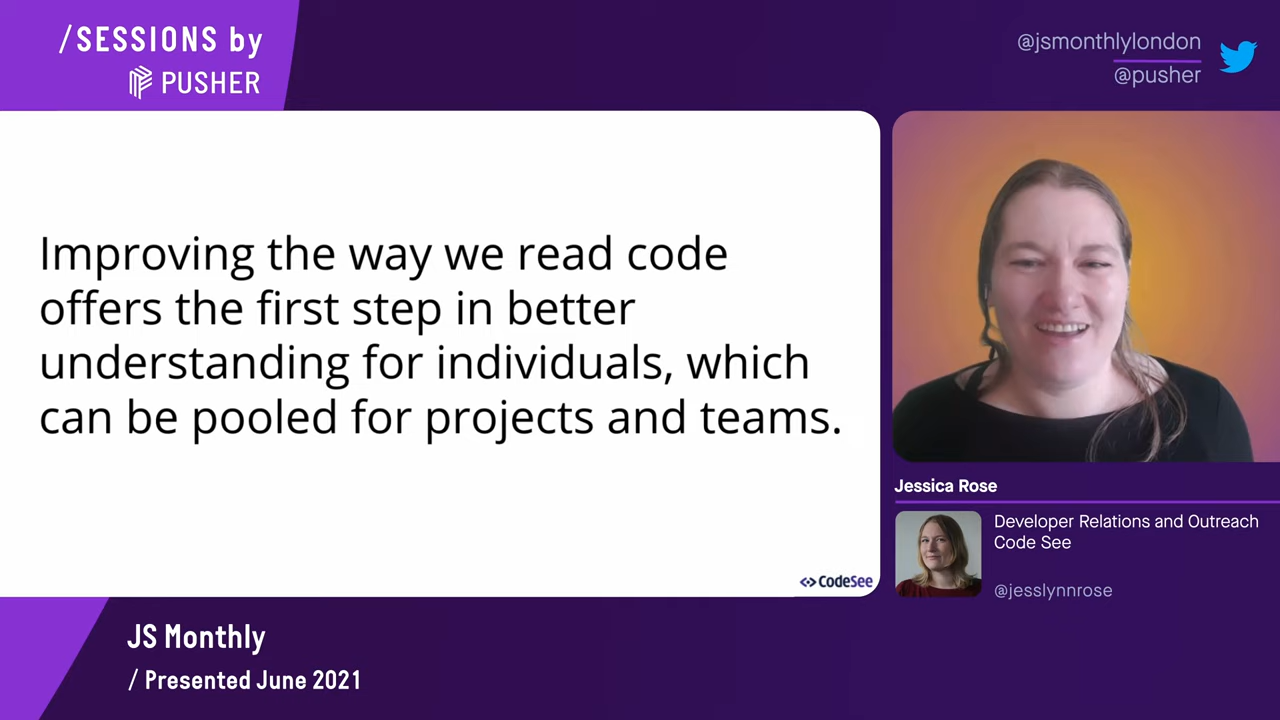 /SESSIONS by
PUSHER
@jsmonthlylondon
@pusher
Improving the way we read code
offers the first step in better
understanding for individuals, which
can be pooled for projects and teams.
CodeSee
Jessica Rose
Developer Relations and Outreach
Code See
@jesslynnrose
JS Monthly
/ Presented June 2021